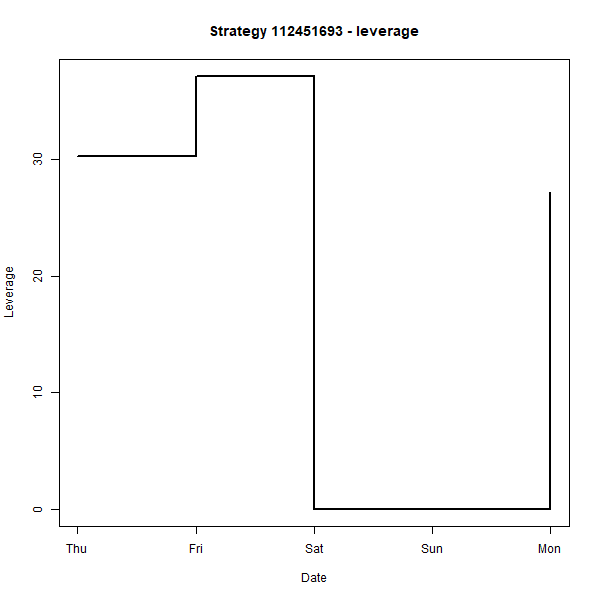 Strategy 112451693 - leverage
Leverage
30
20
10
0
Thu Fri Sat Sun Mon
Date